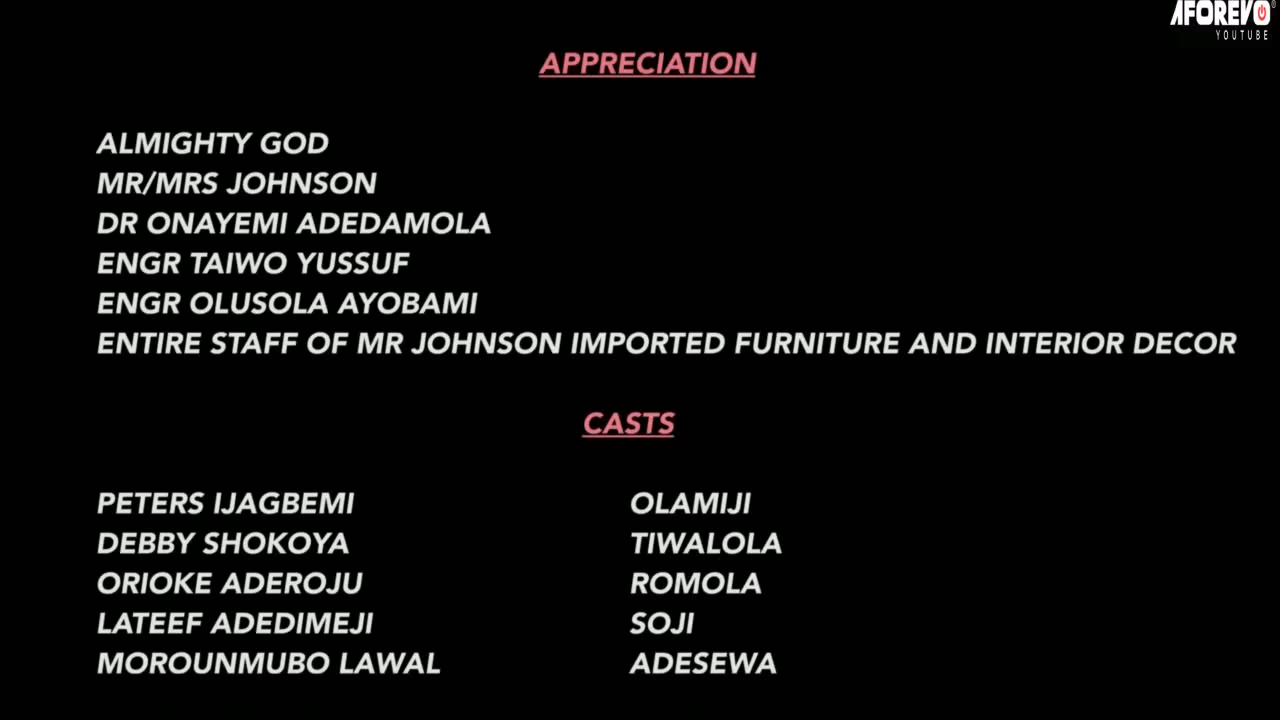 AFOREVO
YOUTUBE
APPRECIATION
ALMIGHTY GOD
MR/MRS JOHNSON
DR ONAYEMI ADEDAMOLA
ENGR TAIWO YUSSUF
ENGR OLUSOLA AYOBAMI
ENTIRE STAFF OF MR JOHNSON IMPORTED FURNITURE AND INTERIOR DECOR
CASTS
PETERS IJAGBEMI OLAMIJI
DEBBY SHOKOYA TIWALOLA
ORIOKE ADEROJU ROMOLA
LATEEF ADEDIMEJI SOJI
MOROUNMUBO LAWAL ADESEWA